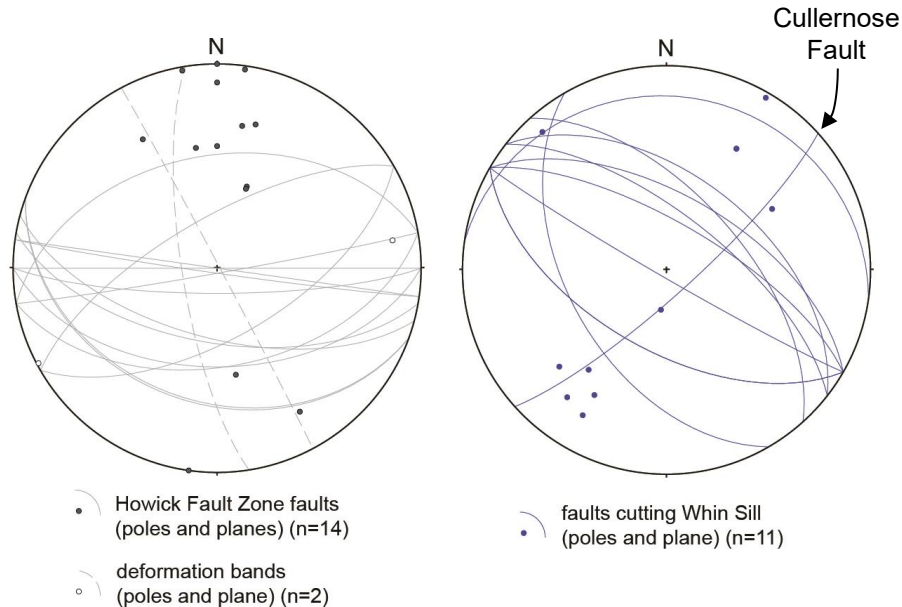 Cullernose
Fault
N
N
Howick Fault Zone faults
(poles and planes) (n=14)
deformation bands
(poles and plane) (n=2)
faults cutting Whin Sill
(poles and plane) (n=11)